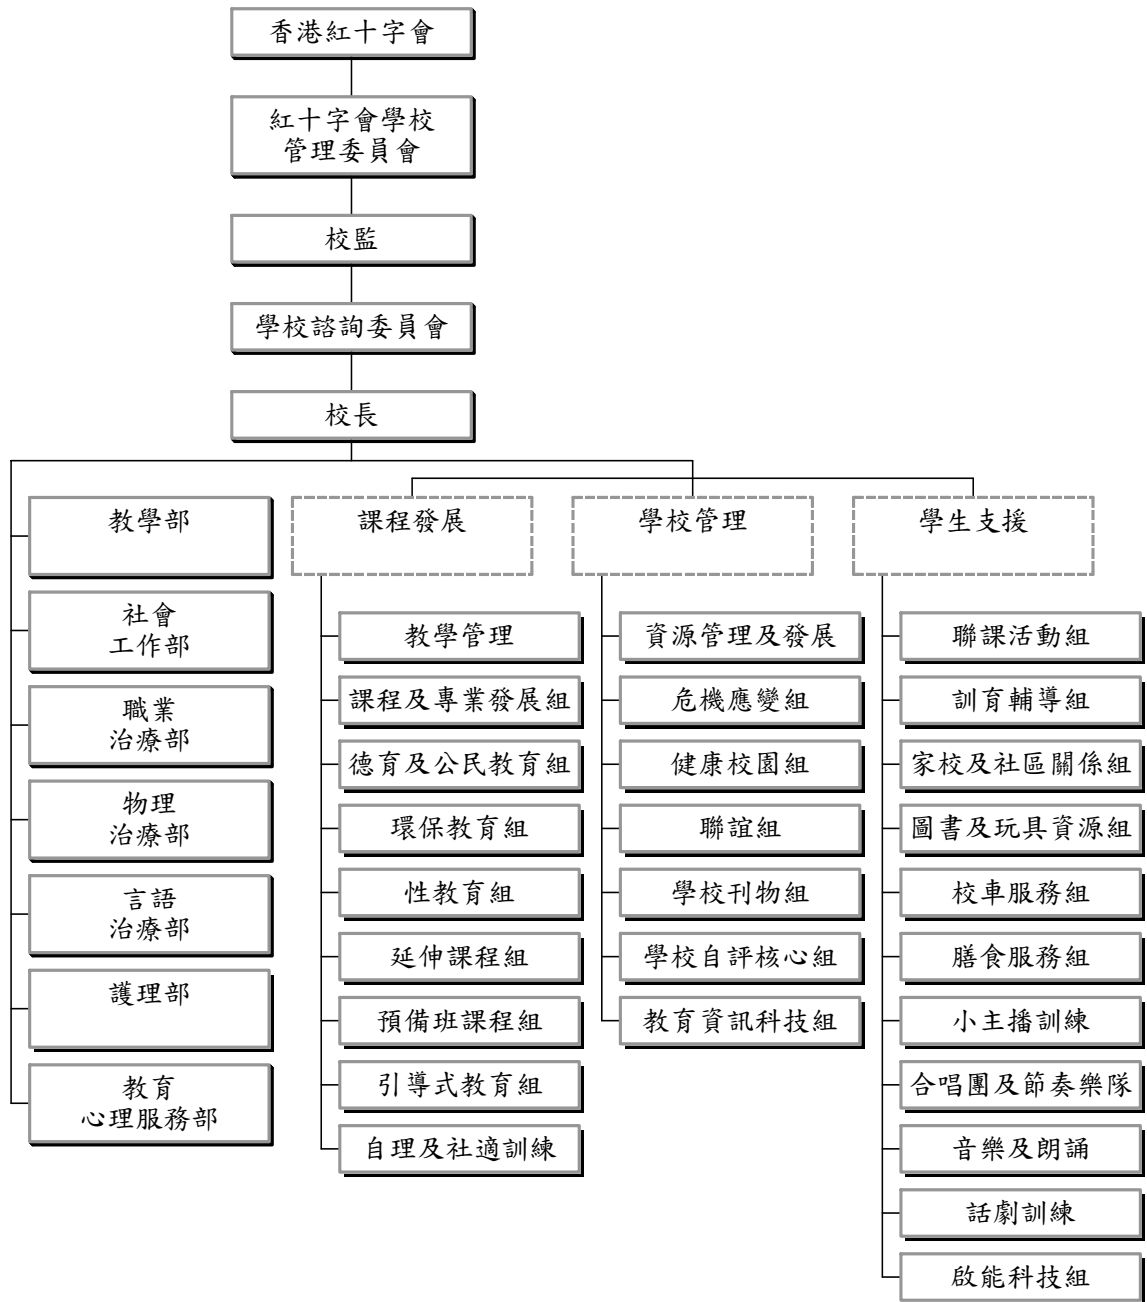 香港紅十字會
紅十字會學校
管理委員會
校監
學校諮詢委員會
校長
教學部
社會
工作部
職業
治療部
物理
治療部
言語
治療部
護理部
教育
心理服務部
課程發展
教學管理
課程及專業發展組
德育及公民教育組
環保教育組
性教育組
延伸課程組
預備班課程組
引導式教育組
自理及社適訓練
學校管理
資源管理及發展
危機應變組
健康校園組
聯誼組
學校刊物組
學校自評核心組
教育資訊科技組
學生支援
聯課活動組
訓育輔導組
家校及社區關係組
圖書及玩具資源組
校車服務組
膳食服務組
小主播訓練
合唱團及節奏樂隊
音樂及朗誦
話劇訓練
啟能科技組